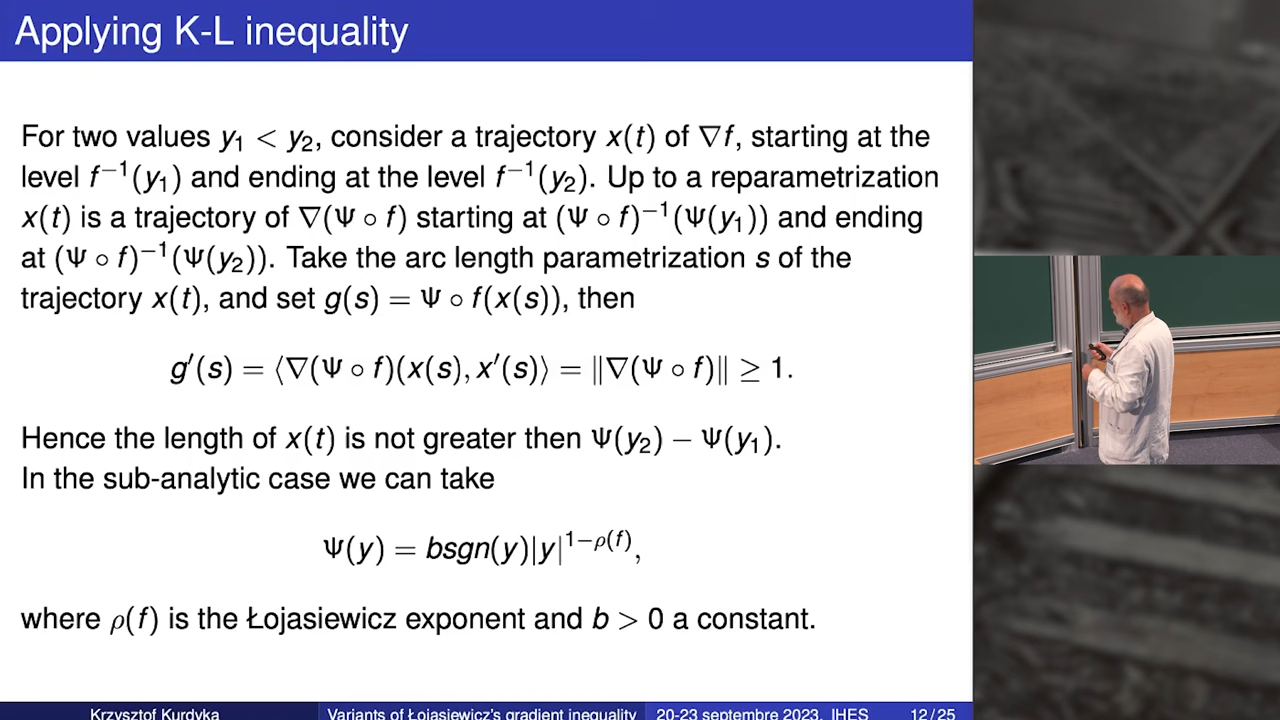 Applying K-L inequality
For two values y₁ < y₂, consider a trajectory x(t) of ∇f, starting at the
level f⁻¹(y₁) and ending at the level f⁻¹(y₂). Up to a reparametrization
x(t) is a trajectory of ∇(Ψ ∘ f) starting at (Ψ ∘ f)⁻¹(Ψ(y₁)) and ending
at (Ψ ∘ f)⁻¹(Ψ(y₂)). Take the arc length parametrization s of the
trajectory x(t), and set g(s) = Ψ ∘ f(x(s)), then
g′(s) = ⟨∇(Ψ ∘ f)(x(s), x′(s)⟩ = ‖∇(Ψ ∘ f)‖ ≥ 1.
Hence the length of x(t) is not greater then Ψ(y₂) − Ψ(y₁).
In the sub-analytic case we can take
Ψ(y) = bsgn(y)|y|^{1−ρ(f)},
where ρ(f) is the Łojasiewicz exponent and b > 0 a constant.
Krzysztof Kurdyka Variants of Łojasiewicz's gradient inequality 20-23 septembre 2023, IHES 12 / 25